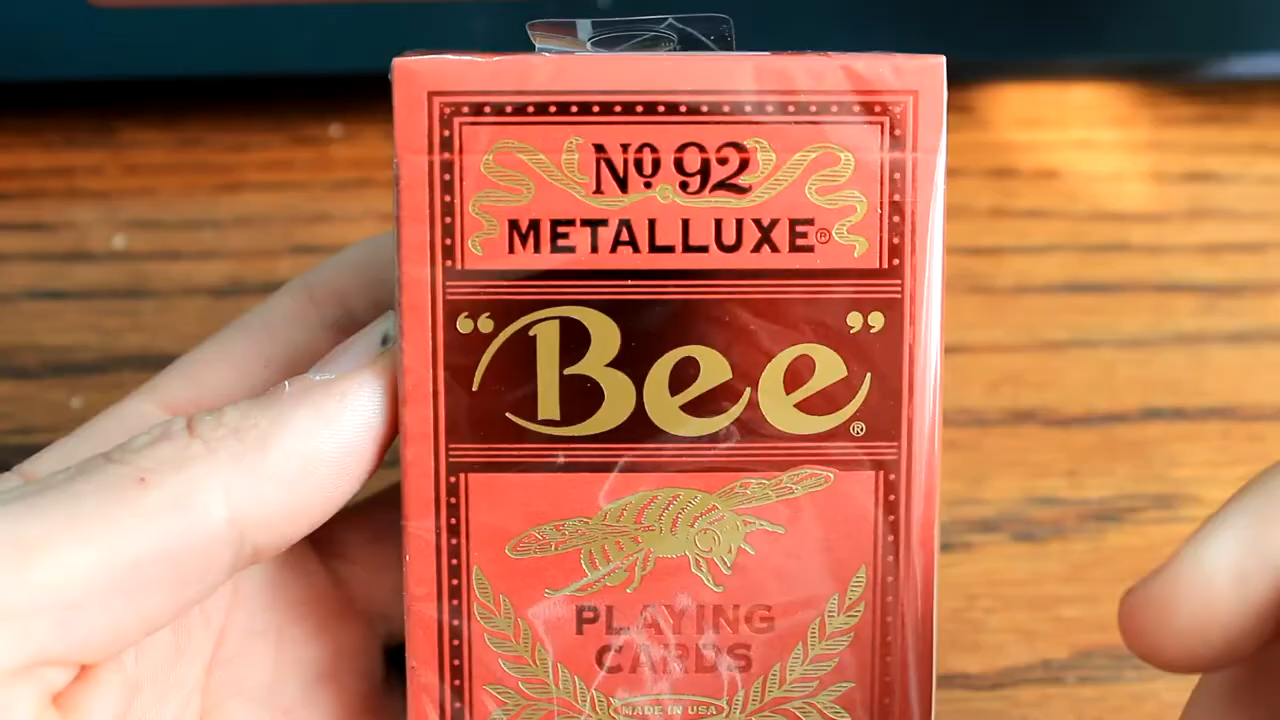 Nº 92
METALLUXE®
“Bee”®
PLAYING
CARDS
MADE IN USA